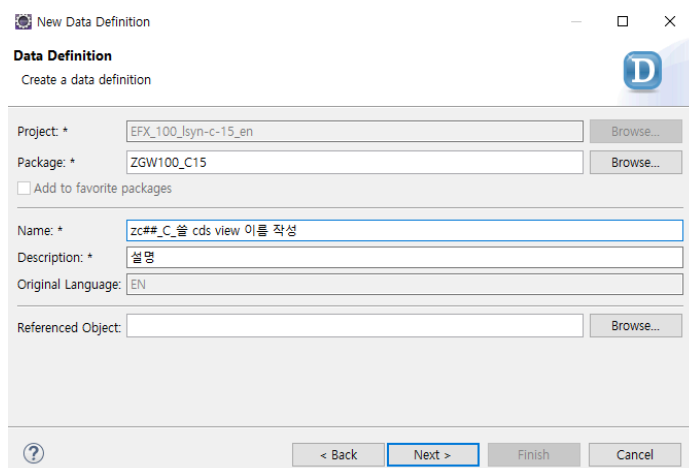 New Data Definition
Data Definition
Create a data definition
D
Project: * EFX_100_lsyn-c-15_en Browse...
Package: * ZGW100_C15 Browse...
Add to favorite packages
Name: * zc##_C_쓸 cds view 이름 작성
Description: * 설명
Original Language: EN
Referenced Object: Browse...
? < Back Next > Finish Cancel